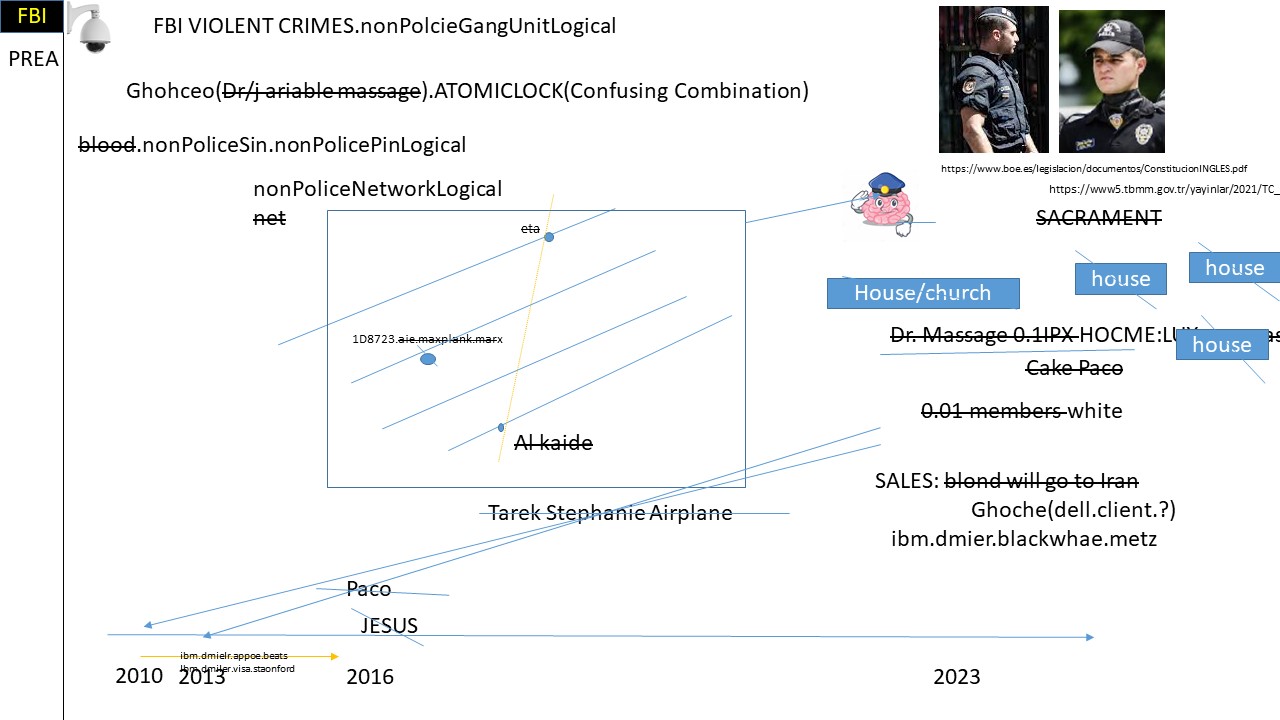 FBI
PREA
FBI VIOLENT CRIMES.nonPolcieGangUnitLogical
Ghohceo(Dr/j ariable massage).ATOMICLOCK(Confusing Combination)
blood.nonPoliceSin.nonPolicePinLogical
https://www.boe.es/legislacion/documentos/ConstitucionINGLES.pdf
https://www5.tbmm.gov.tr/yayinlar/2021/TC_
nonPoliceNetworkLogical
net
SACRAMENT
eta
house
house
House/church
1D8723.aie.maxplank.marx
Dr. Massage 0.1IPX HOCME:LUX
house
Cake Paco
0.01 members white
Al kaide
SALES: blond will go to Iran
Ghoche(dell.client.?)
ibm.dmier.blackwhae.metz
Tarek Stephanie Airplane
Paco
JESUS
ibm.dmielr.appoe.beats
Ibm.dmiler.visa.staonford
2010 2013 2016 2023